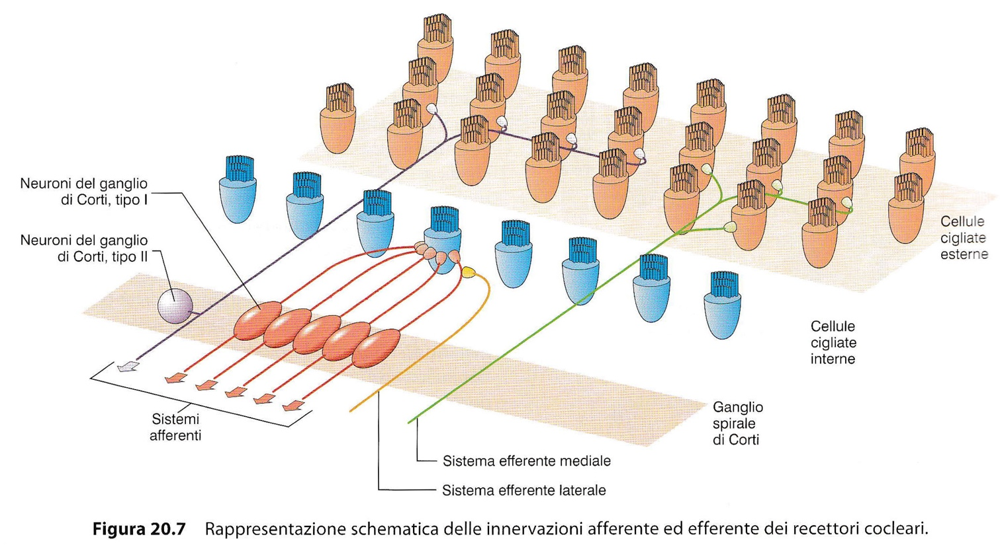 Neuroni del ganglio
di Corti, tipo I
Neuroni del ganglio
di Corti, tipo II
Cellule
cigliate
esterne
Cellule
cigliate
interne
Ganglio
spirale
di Corti
Sistemi
afferenti
Sistema efferente mediale
Sistema efferente laterale
Figura 20.7 Rappresentazione schematica delle innervazioni afferente ed efferente dei recettori cocleari.